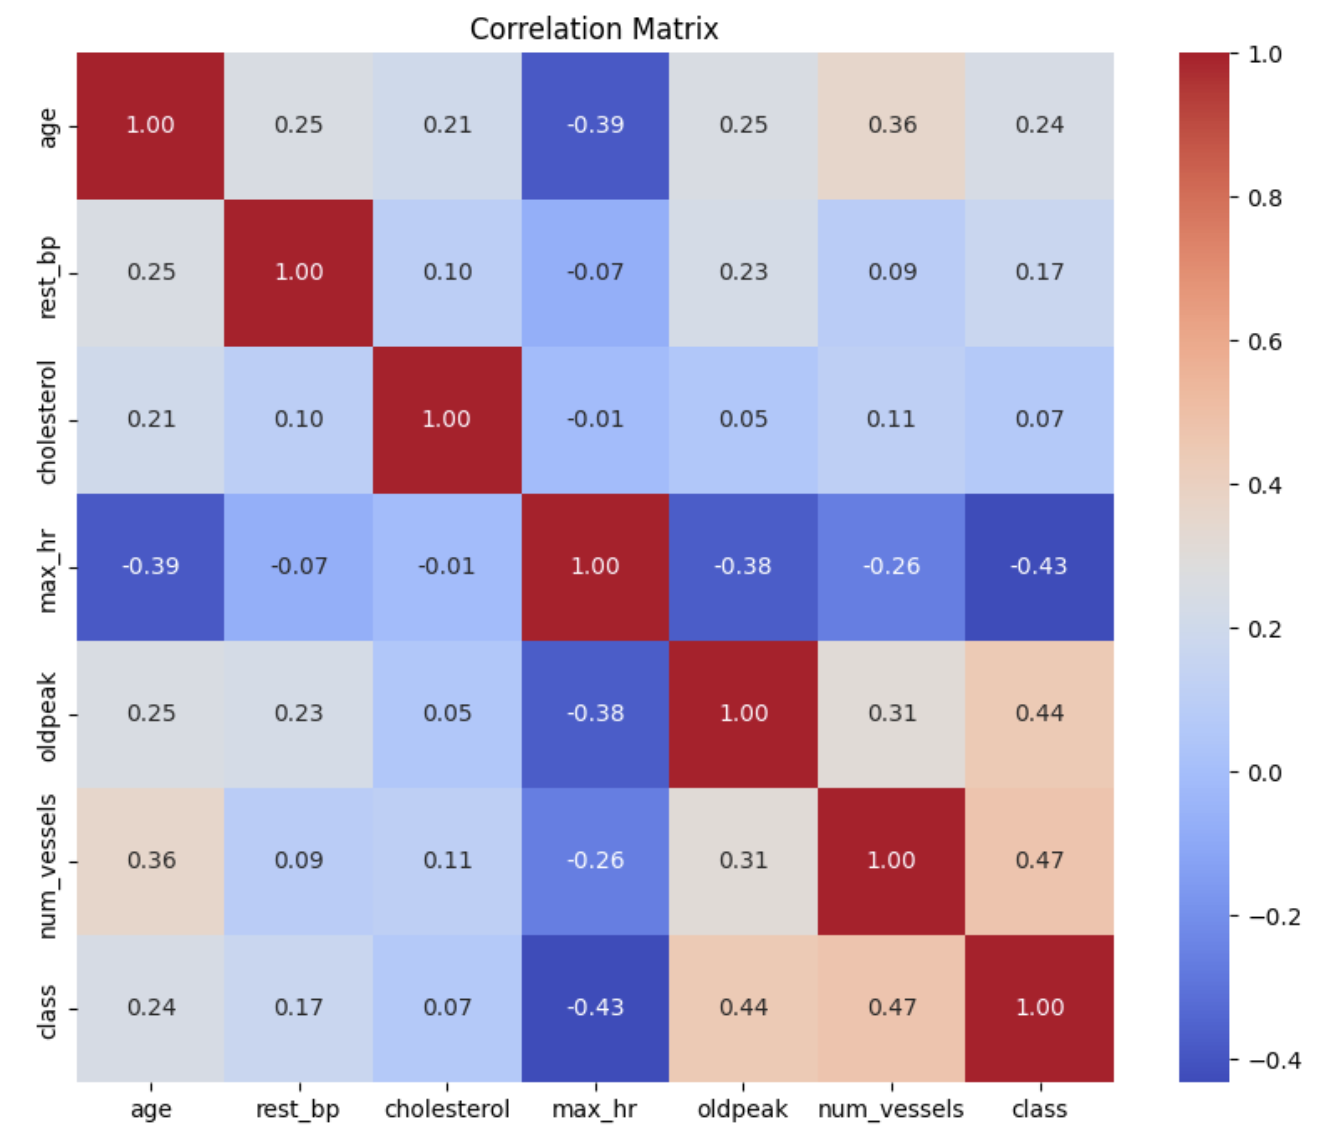 Correlation Matrix
age 1.00 0.25 0.21 -0.39 0.25 0.36 0.24
rest_bp 0.25 1.00 0.10 -0.07 0.23 0.09 0.17
cholesterol 0.21 0.10 1.00 -0.01 0.05 0.11 0.07
max_hr -0.39 -0.07 -0.01 1.00 -0.38 -0.26 -0.43
oldpeak 0.25 0.23 0.05 -0.38 1.00 0.31 0.44
num_vessels 0.36 0.09 0.11 -0.26 0.31 1.00 0.47
class 0.24 0.17 0.07 -0.43 0.44 0.47 1.00
age rest_bp cholesterol max_hr oldpeak num_vessels class
1.0
0.8
0.6
0.4
0.2
0.0
−0.2
−0.4